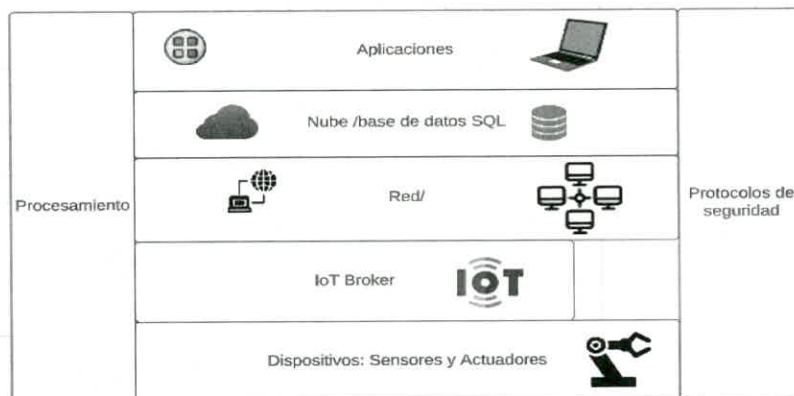 Aplicaciones
Nube /base de datos SQL
Procesamiento
Red/
Protocolos de
seguridad
IoT Broker
IOT
Dispositivos: Sensores y Actuadores